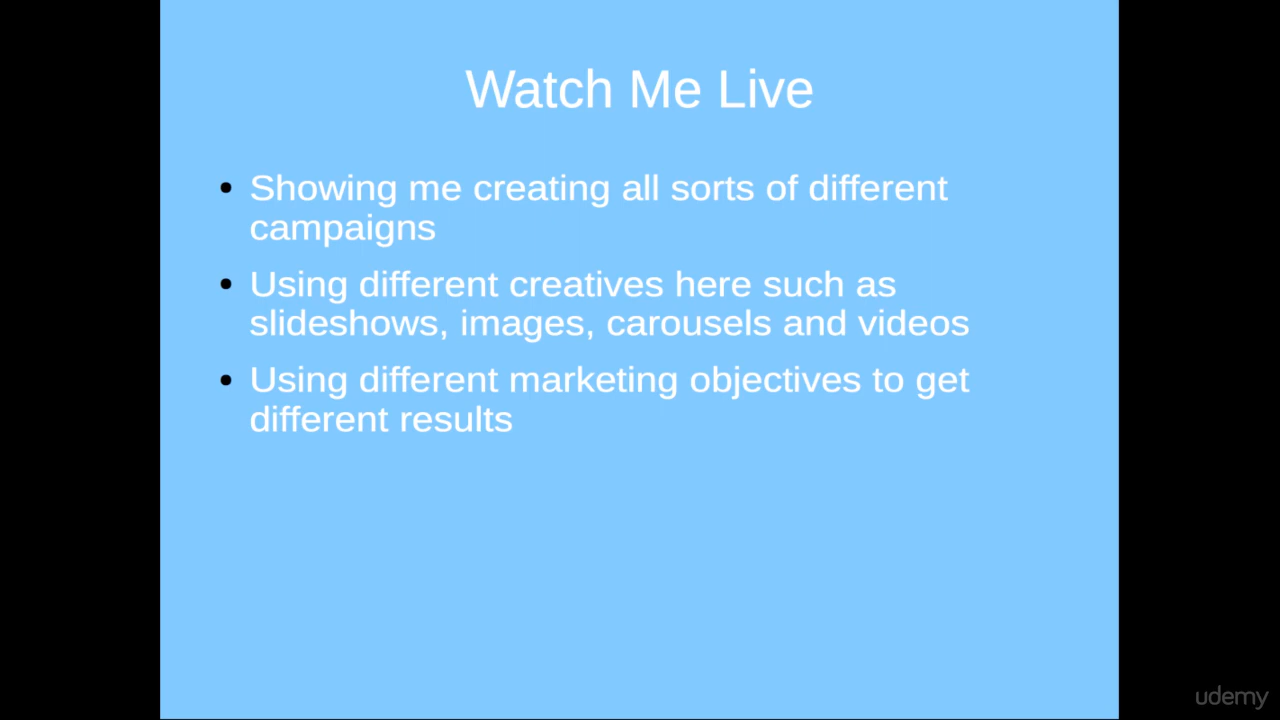 Watch Me Live
• Showing me creating all sorts of different
campaigns
• Using different creatives here such as
slideshows, images, carousels and videos
• Using different marketing objectives to get
different results
udemy